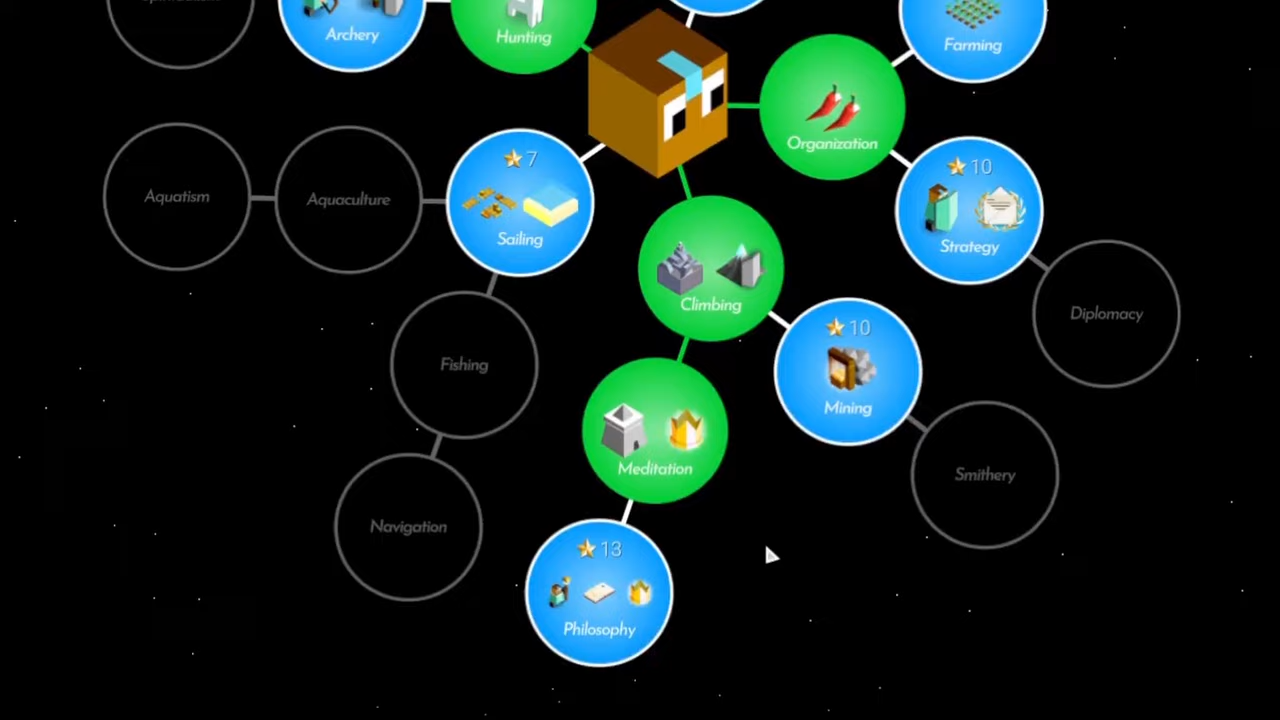 Archery
Hunting
Farming
Organization
7
Sailing
10
Strategy
Aquatism
Aquaculture
Climbing
Diplomacy
10
Mining
Fishing
Meditation
Smithery
Navigation
13
Philosophy